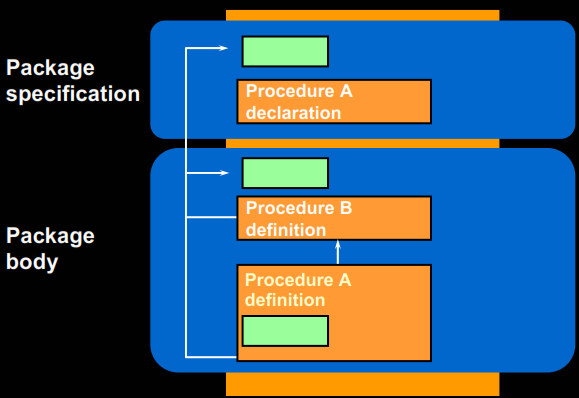 Package
specification
Procedure A
declaration
Package
body
Procedure B
definition
Procedure A
definition